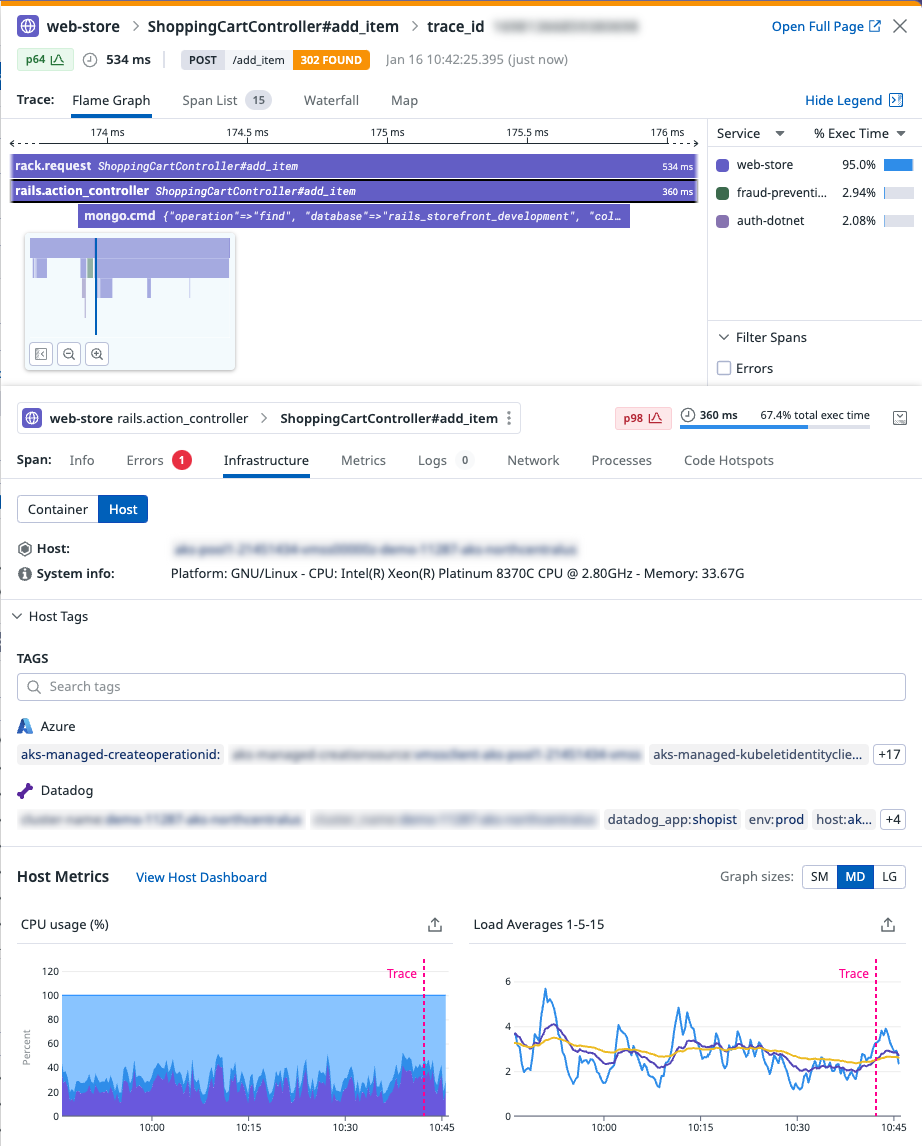 web-store > ShoppingCartController#add_item > trace_id
Open Full Page
p64 534 ms POST /add_item 302 FOUND Jan 16 10:42:25.395 (just now)
Trace: Flame Graph Span List 15 Waterfall Map
Hide Legend
174 ms 174.5 ms 175 ms 175.5 ms 176 ms
Service % Exec Time
rack.request ShoppingCartController#add_item 534 ms
rails.action_controller ShoppingCartController#add_item 360 ms
mongo.cmd {"operation"=>"find", "database"=>"rails_storefront_development", "col…
web-store 95.0%
fraud-preventi... 2.94%
auth-dotnet 2.08%
Filter Spans
Errors
web-store rails.action_controller > ShoppingCartController#add_item
p98 360 ms 67.4% total exec time
Span: Info Errors 1 Infrastructure Metrics Logs 0 Network Processes Code Hotspots
Container Host
Host:
System info: Platform: GNU/Linux - CPU: Intel(R) Xeon(R) Platinum 8370C CPU @ 2.80GHz - Memory: 33.67G
Host Tags
TAGS
Search tags
Azure
aks-managed-createoperationid: aks-managed-kubeletidentityclie... +17
Datadog
datadog_app:shopist env:prod host:ak... +4
Host Metrics View Host Dashboard
Graph sizes: SM MD LG
CPU usage (%)
Trace
120
100
80
60
40
20
0
Percent
10:00 10:15 10:30 10:45
Load Averages 1-5-15
Trace
6
4
2
0
10:00 10:15 10:30 10:45